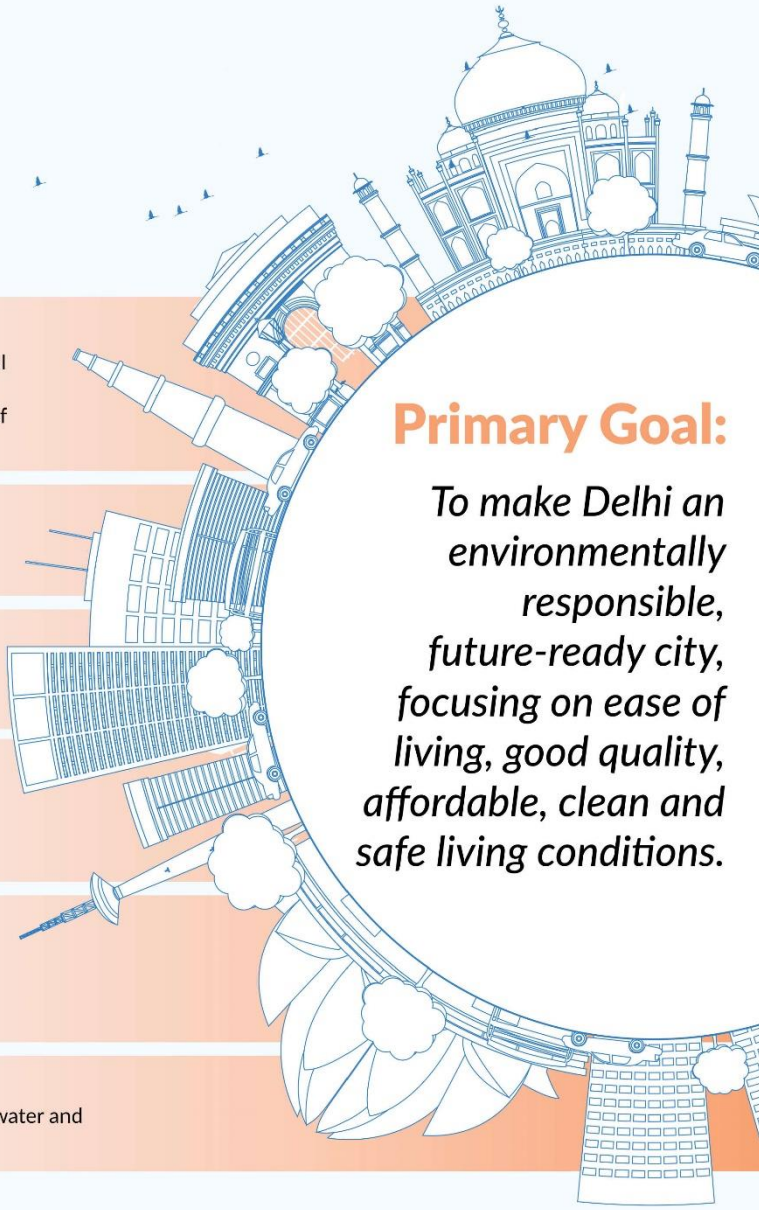 l
f
Primary Goal:
To make Delhi an
environmentally
responsible,
future-ready city,
focusing on ease of
living, good quality,
affordable, clean and
safe living conditions.
water and